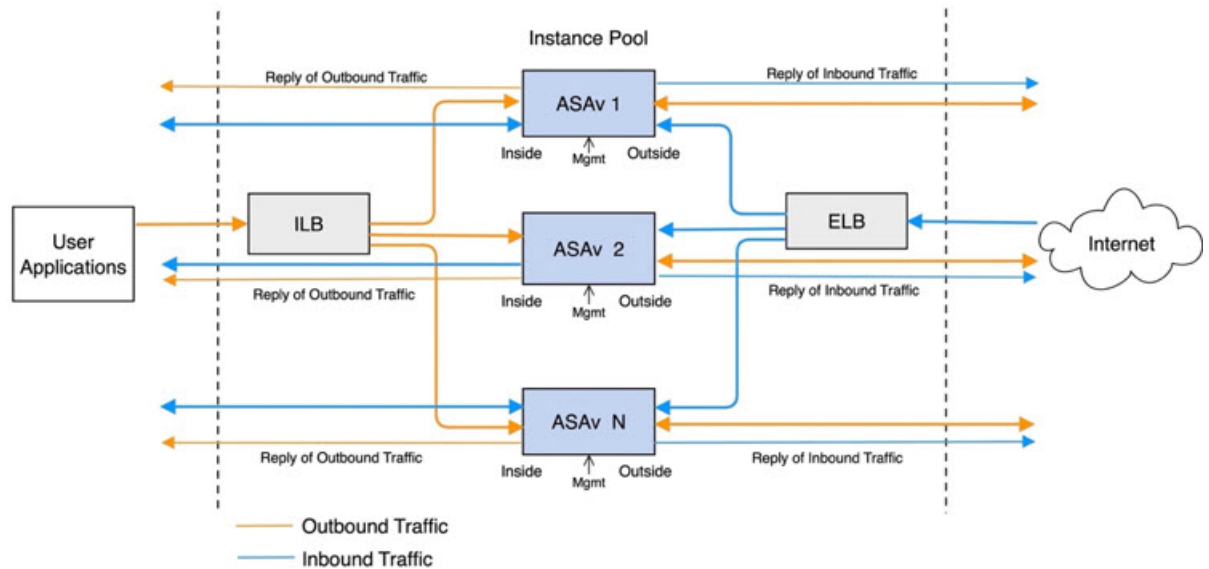 Instance Pool
Reply of Outbound Traffic
ASAv 1
Reply of Inbound Traffic
Inside
Mgmt
Outside
User
Applications
ILB
ASAv 2
ELB
Internet
Reply of Outbound Traffic
Inside
Mgmt
Outside
Reply of Inbound Traffic
ASAv N
Reply of Outbound Traffic
Inside
Mgmt
Outside
Reply of Inbound Traffic
Outbound Traffic
Inbound Traffic